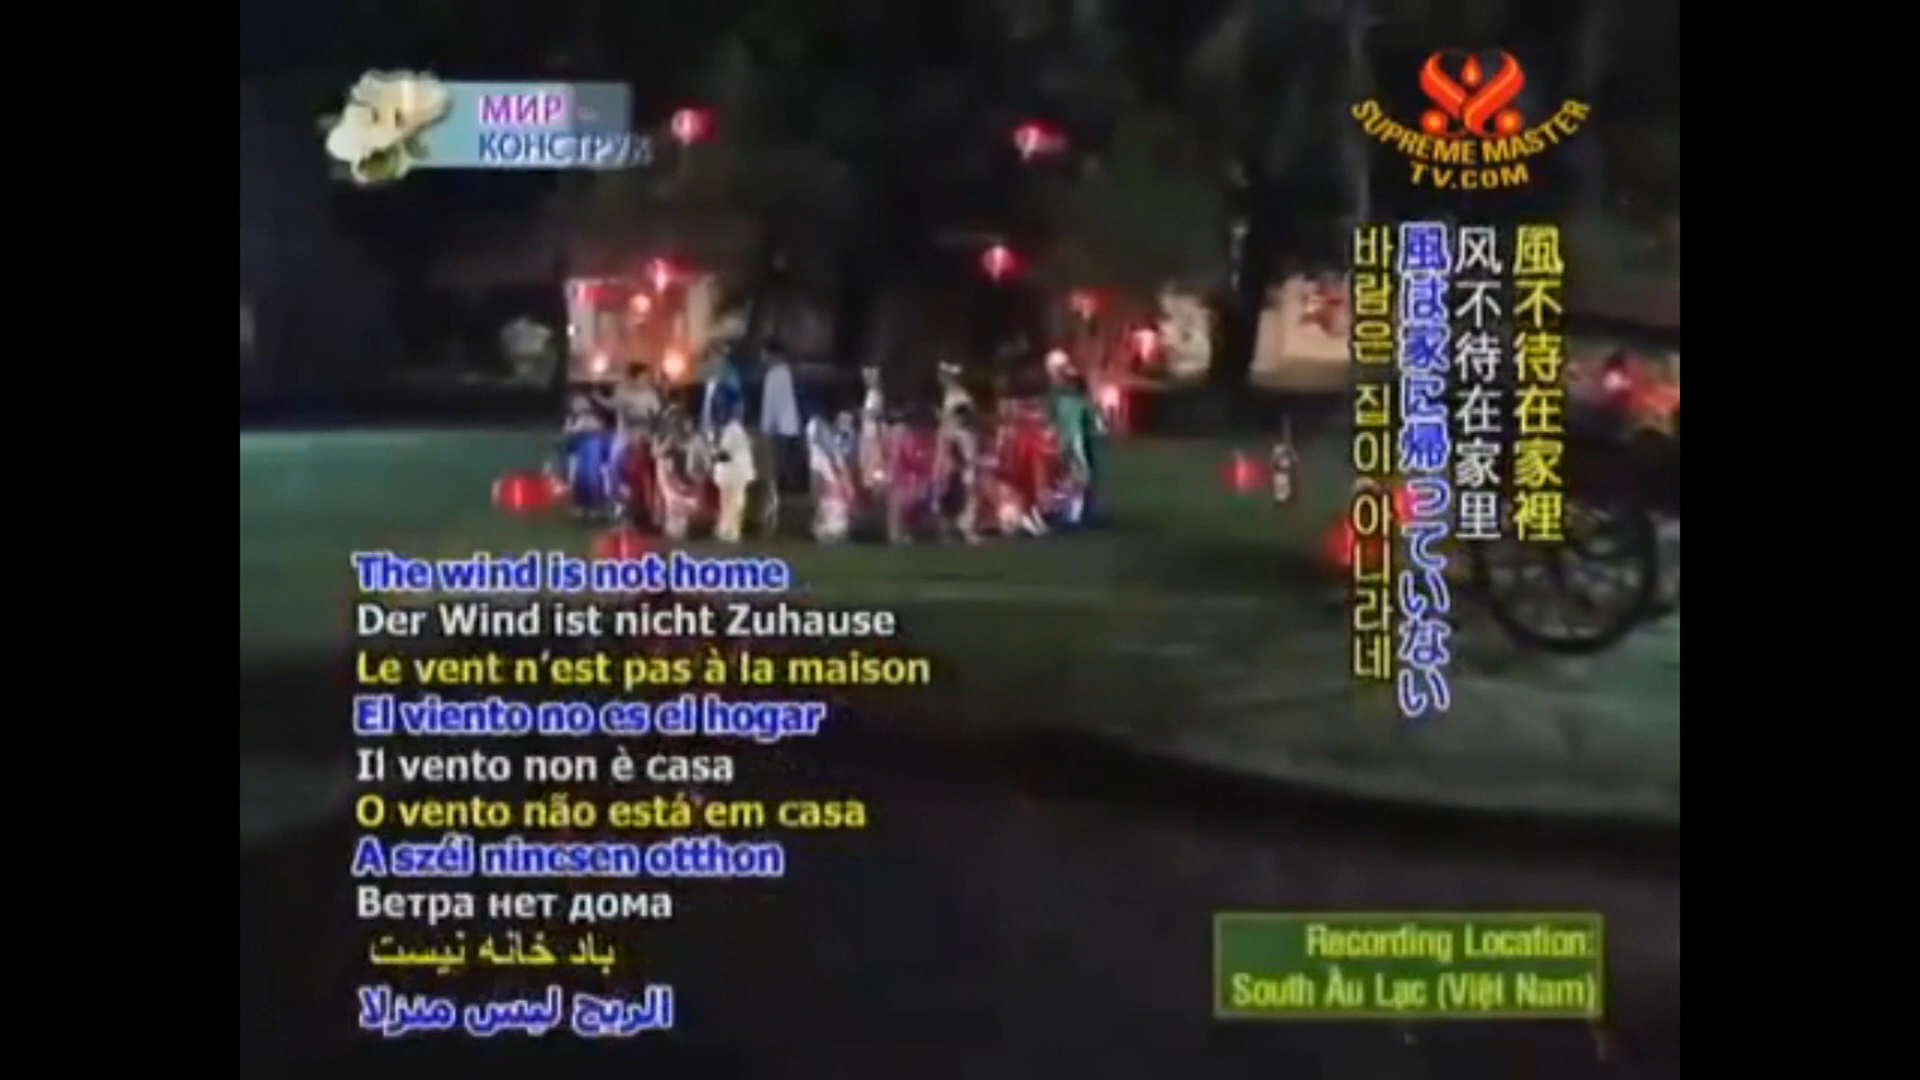 МИР -
КОНСТРУК
SUPREME MASTER
TV.COM
風不待在家裡
风不待在家里
風は家に帰っていない
바람은 집이 아니라네
The wind is not home
Der Wind ist nicht Zuhause
Le vent n'est pas à la maison
El viento no es el hogar
Il vento non è casa
O vento não está em casa
A szél nincsen otthon
Ветра нет дома
باد خانه نیست
الريح ليس منزلا
Recording Location:
South Âu Lạc (Việt Nam)